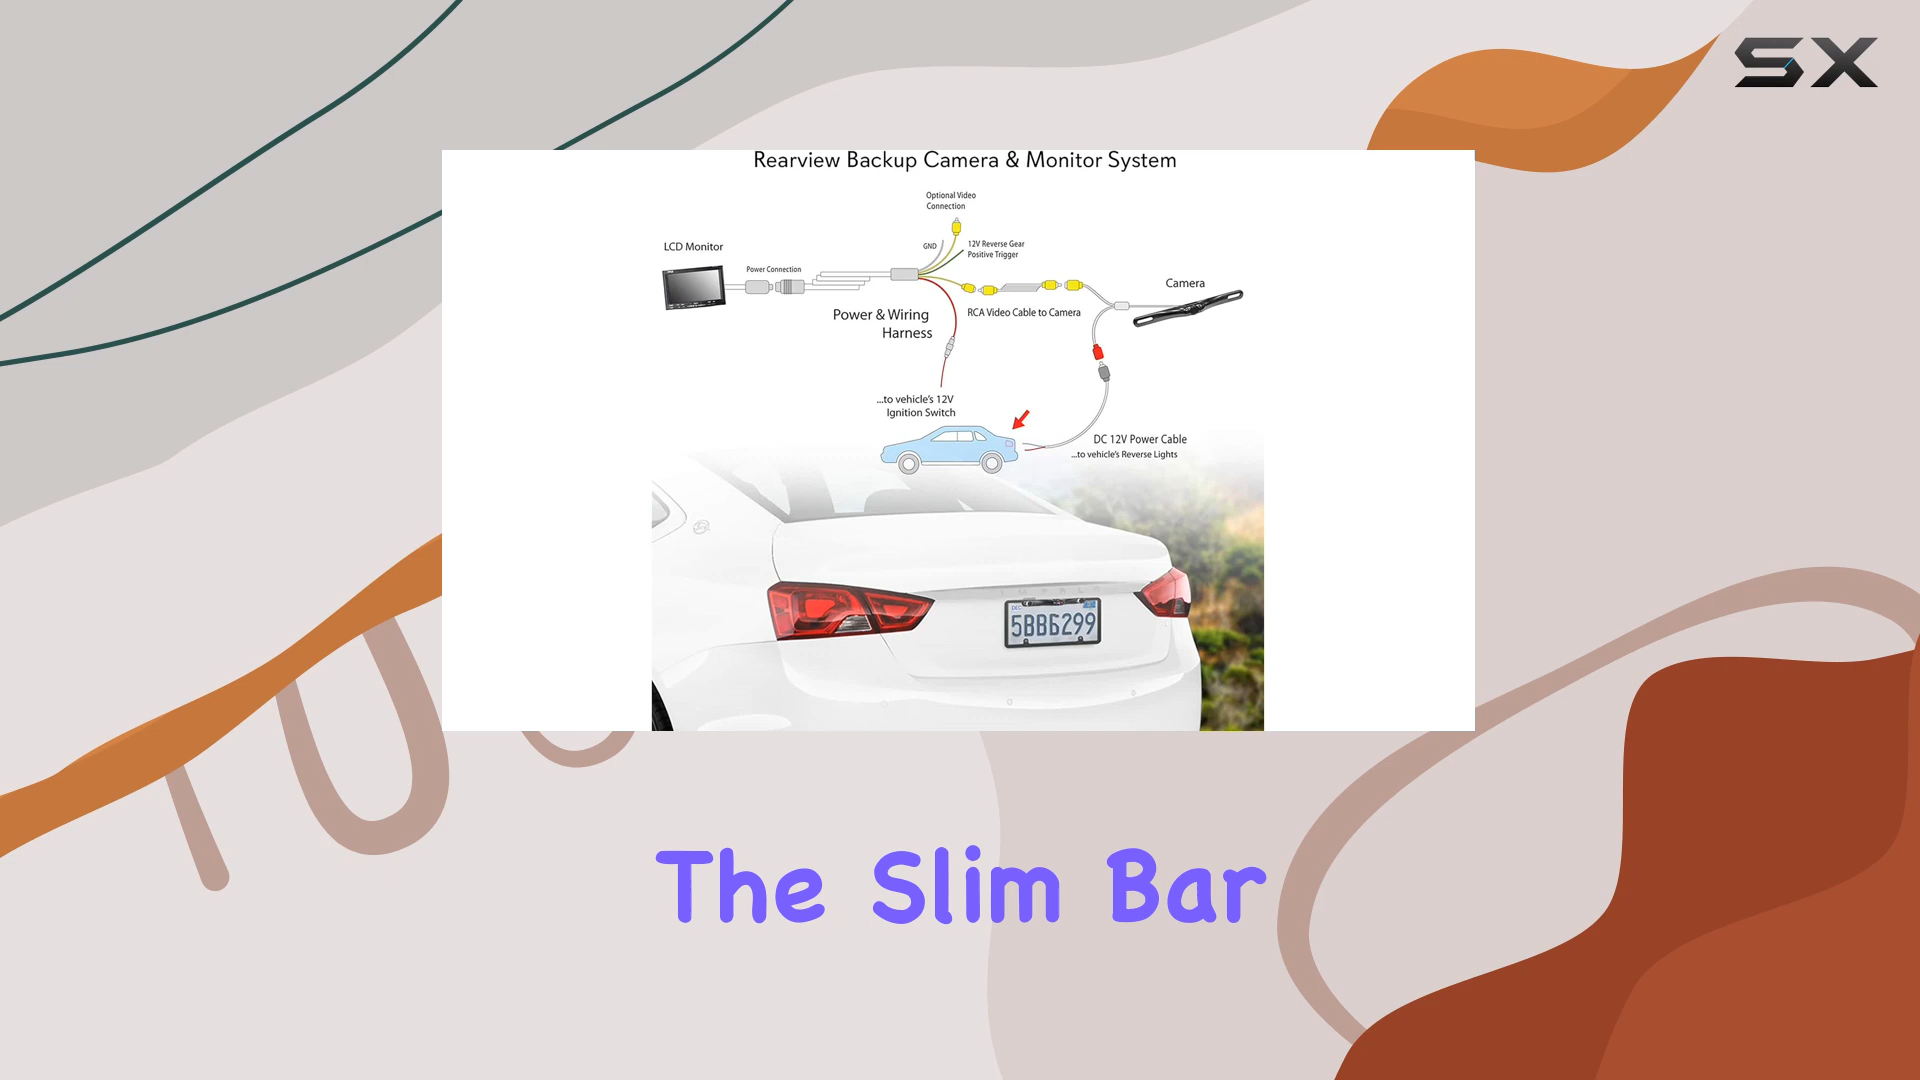 SX
Rearview Backup Camera & Monitor System
Optional Video
Connection
LCD Monitor
GND
12V Reverse Gear
Positive Trigger
Power Connection
Camera
Power & Wiring
Harness
RCA Video Cable to Camera
...to vehicle's 12V
Ignition Switch
DC 12V Power Cable
...to vehicle's Reverse Lights
DEC
5BB6299
The Slim Bar